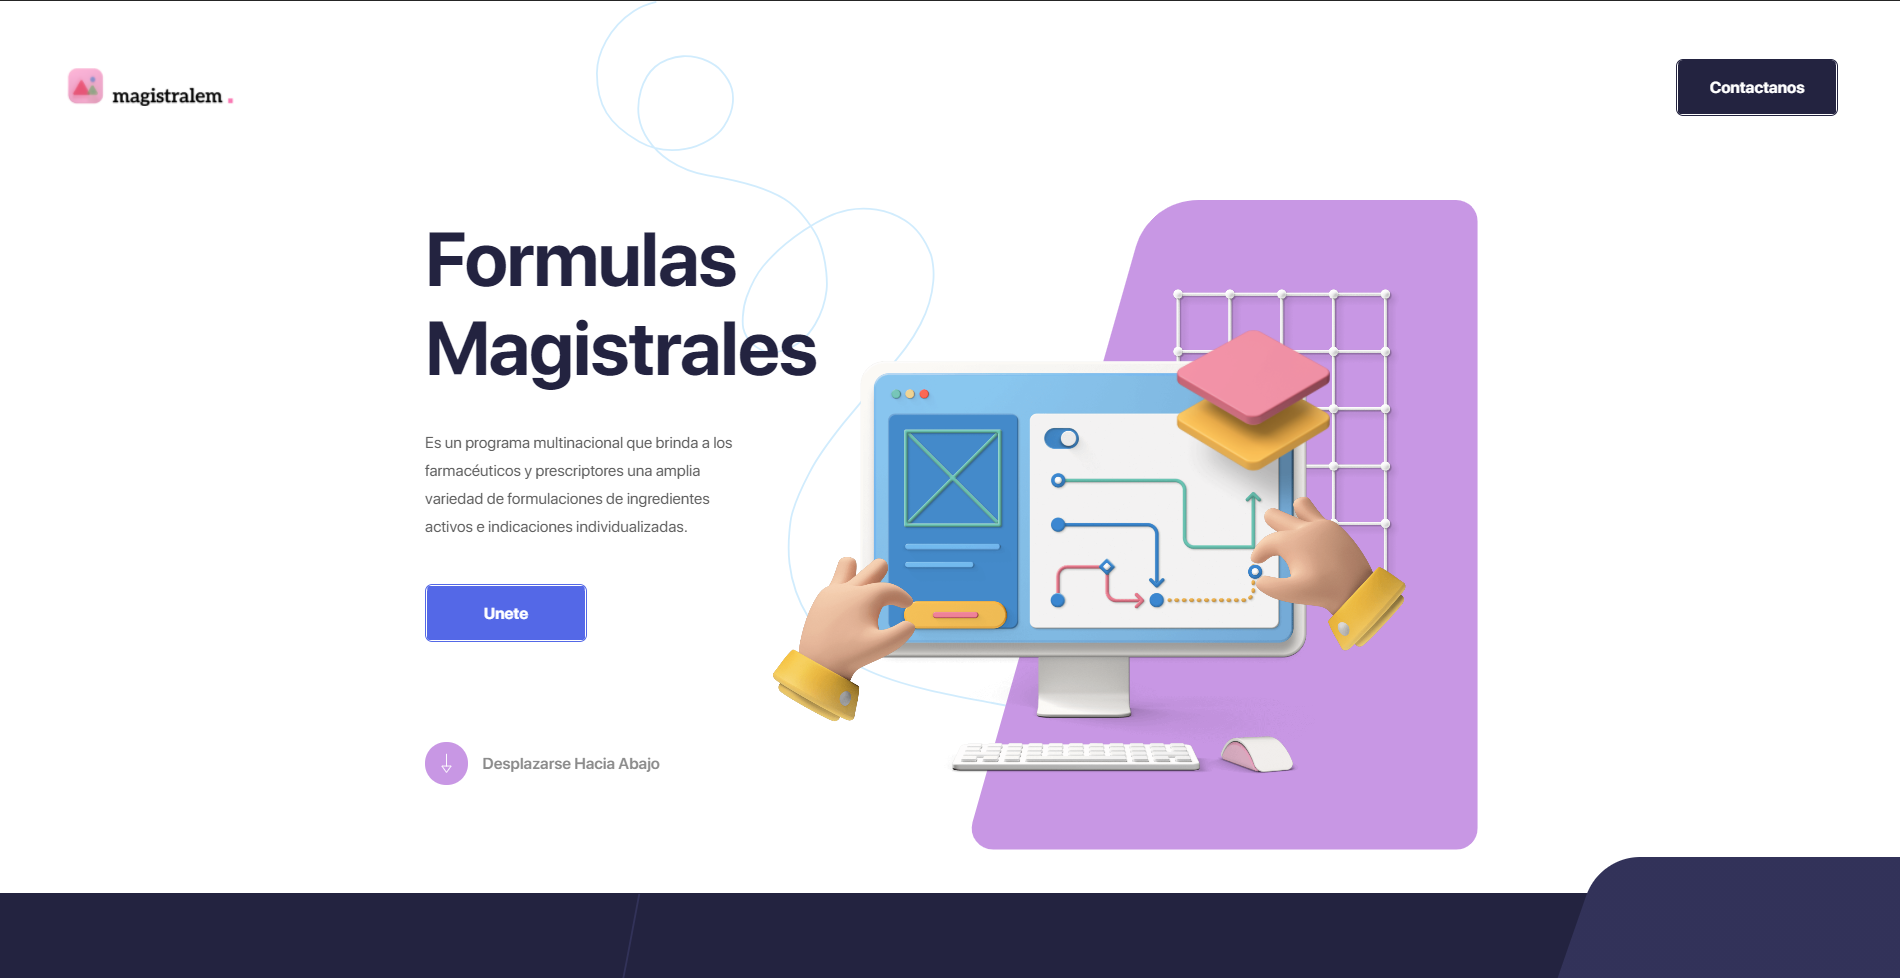 magistralem.
Contactanos
Formulas
Magistrales
Es un programa multinacional que brinda a los
farmacéuticos y prescriptores una amplia
variedad de formulaciones de ingredientes
activos e indicaciones individualizadas.
Unete
Desplazarse Hacia Abajo